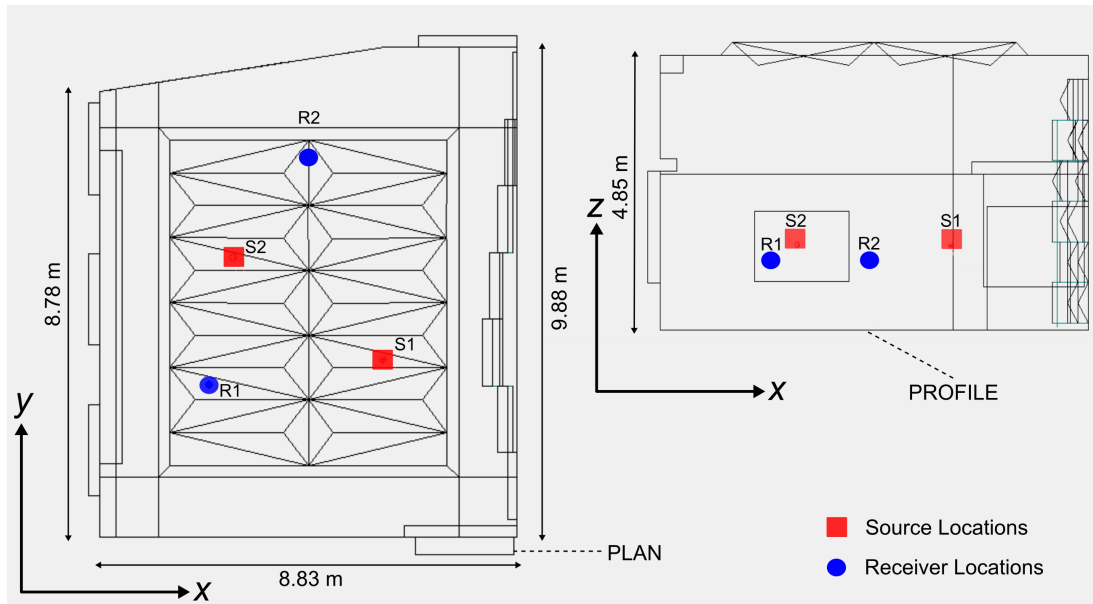 R2
S2
S1
R1
8.78 m
9.88 m
8.83 m
y
x
PLAN
4.85 m
S2
S1
R1
R2
z
x
PROFILE
Source Locations
Receiver Locations